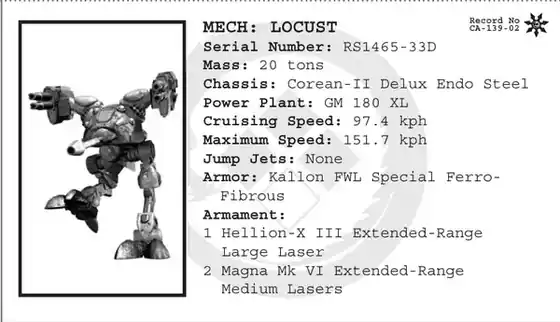 MECH: LOCUST
Record No
CA-139-02
Serial Number: RS1465-33D
Mass: 20 tons
Chassis: Corean-II Delux Endo Steel
Power Plant: GM 180 XL
Cruising Speed: 97.4 kph
Maximum Speed: 151.7 kph
Jump Jets: None
Armor: Kallon FWL Special Ferro-
Fibrous
Armament:
1 Hellion-X III Extended-Range
Large Laser
2 Magna Mk VI Extended-Range
Medium Lasers